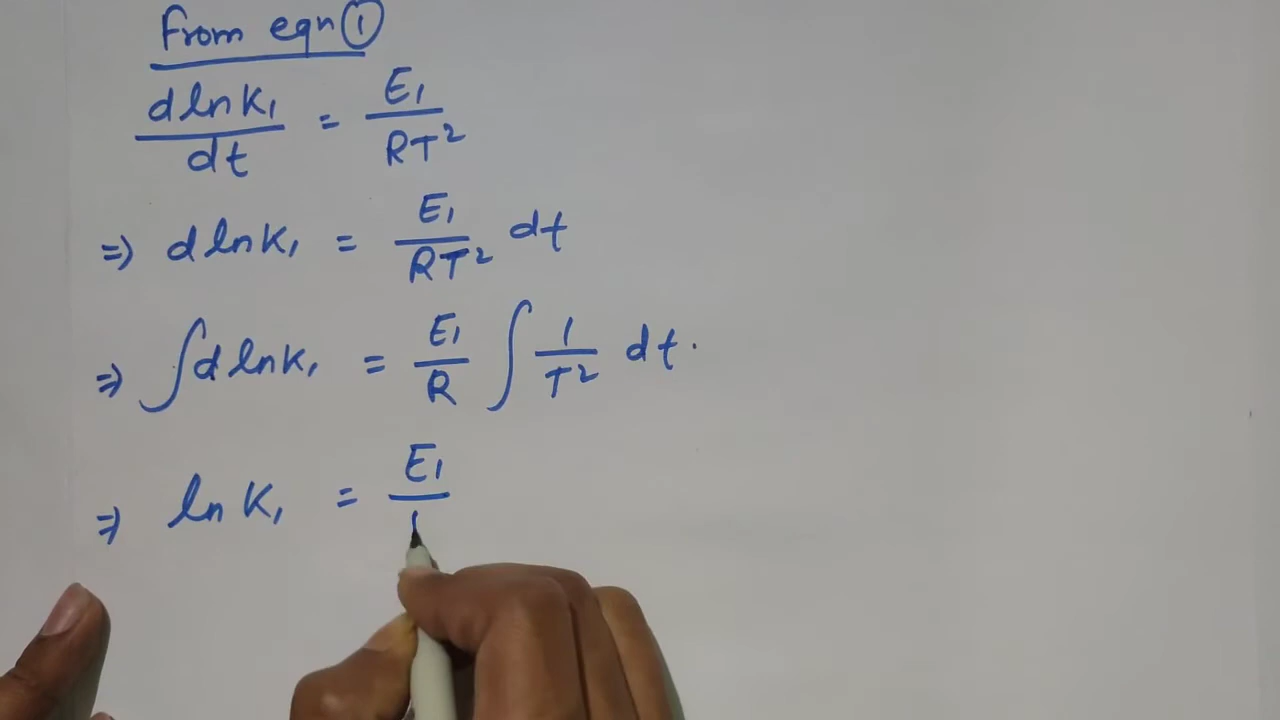 From eqn ①
d ln K₁ / dt = E₁ / RT²
⇒ d ln K₁ = E₁ / RT² dt
⇒ ∫ d ln K₁ = E₁ / R ∫ 1 / T² dt.
⇒ ln K₁ = E₁ /